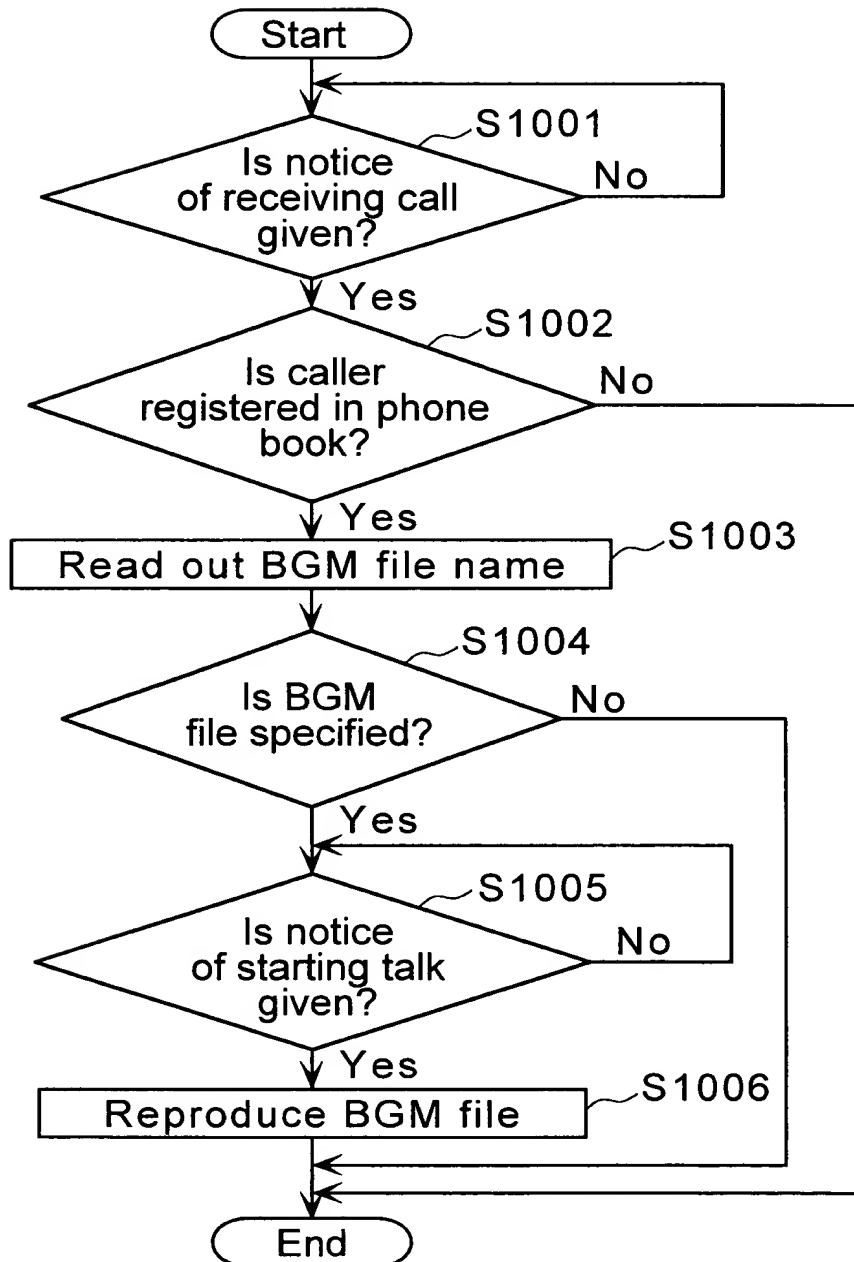 Start
S1001
Is notice
of receiving call
given?
No
Yes
S1002
Is caller
registered in phone
book?
No
Yes
S1003
Read out BGM file name
S1004
Is BGM
file specified?
No
Yes
S1005
Is notice
of starting talk
given?
No
Yes
S1006
Reproduce BGM file
End